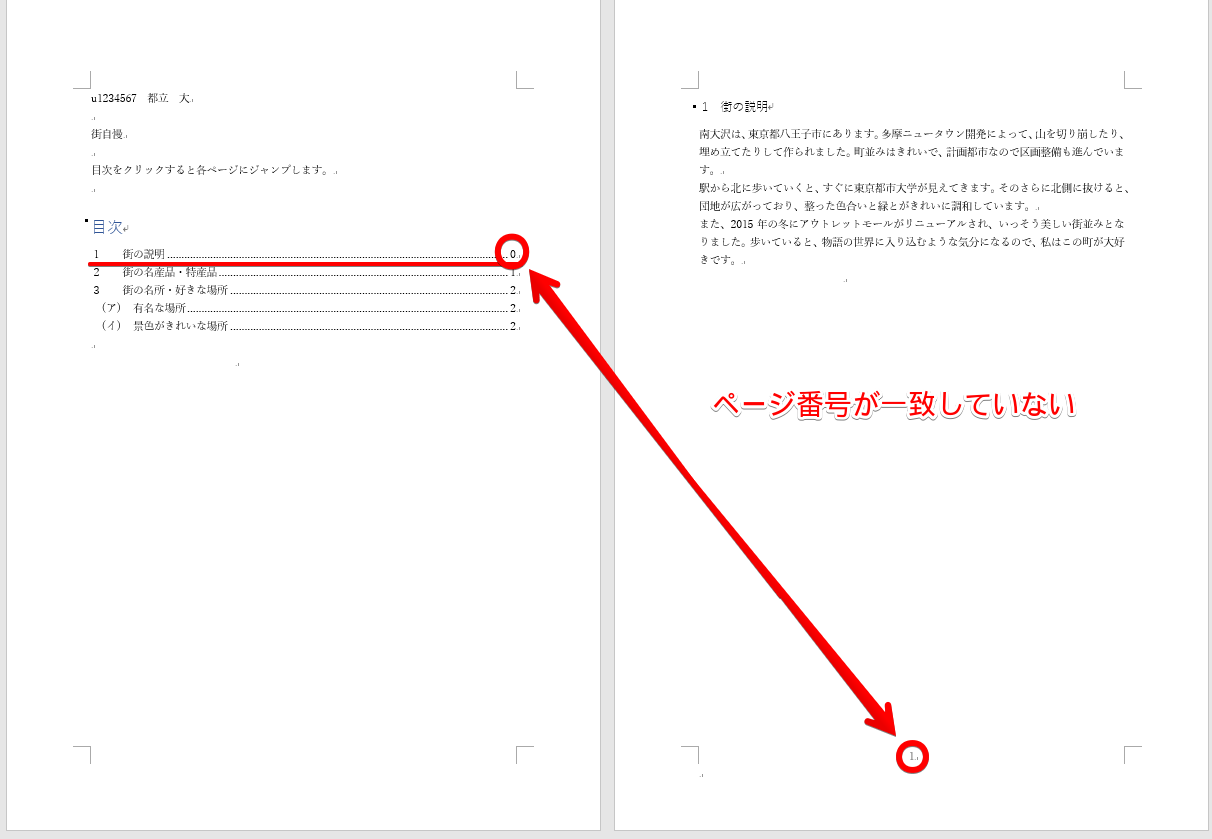 u1234567　都立　大
街自慢
目次をクリックすると各ページにジャンプします。
目次
1　街の説明 ........ 0
2　街の名産品・特産品 ........ 1
3　街の名所・好きな場所 ........ 2
（ア）　有名な場所 ........ 2
（イ）　景色がきれいな場所 ........ 2
1　街の説明
南大沢は、東京都八王子市にあります。多摩ニュータウン開発によって、山を切り崩したり、
埋め立てたりして作られました。町並みはきれいで、計画都市なので区画整備も進んでいま
す。
駅から北に歩いていくと、すぐに東京都市大学が見えてきます。そのさらに北側に抜けると、
団地が広がっており、整った色合いと緑とがきれいに調和しています。
また、2015 年の冬にアウトレットモールがリニューアルされ、いっそう美しい街並みとな
りました。歩いていると、物語の世界に入り込むような気分になるので、私はこの町が大好
きです。
ページ番号が一致していない
1